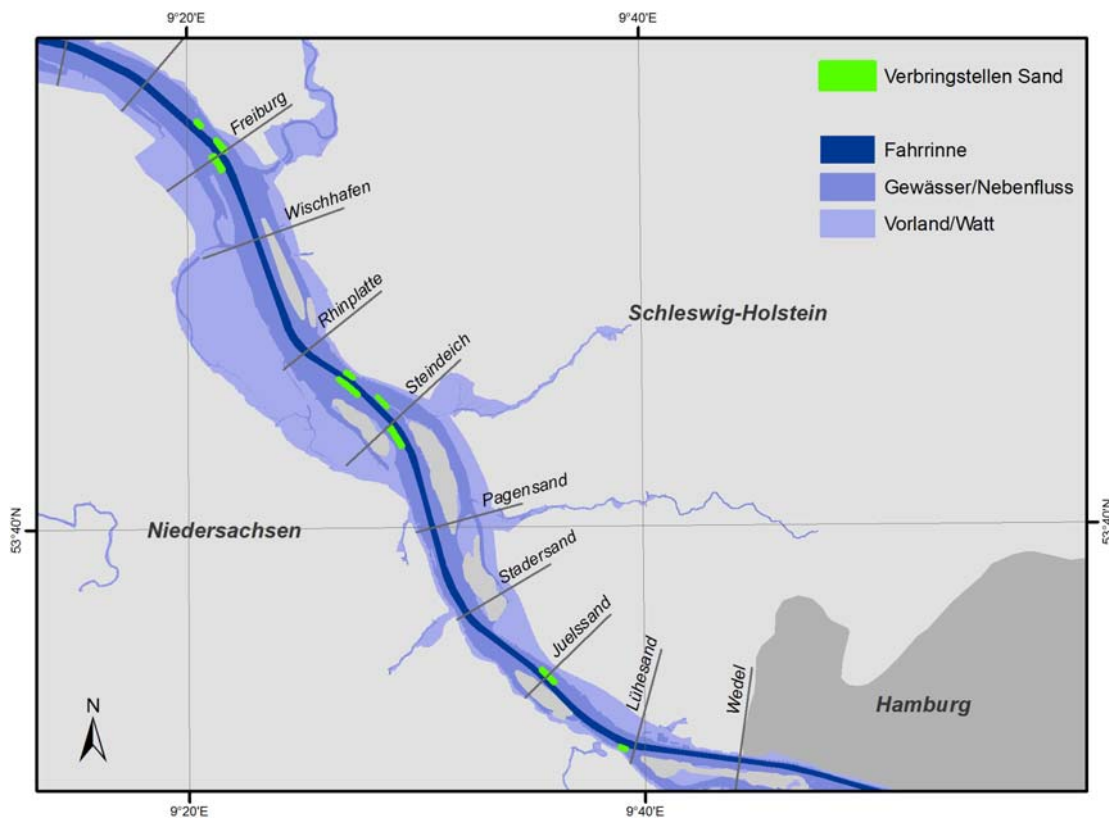 9°20'E
9°40'E
Verbringstellen Sand
Fahrrinne
Gewässer/Nebenfluss
Vorland/Watt
Freiburg
Wischhafen
Rhinplatte
Schleswig-Holstein
Steindeich
Pagensand
Niedersachsen
53°40'N
53°40'N
Stadersand
Juelssand
Lühesand
Wedel
Hamburg
N
9°20'E
9°40'E